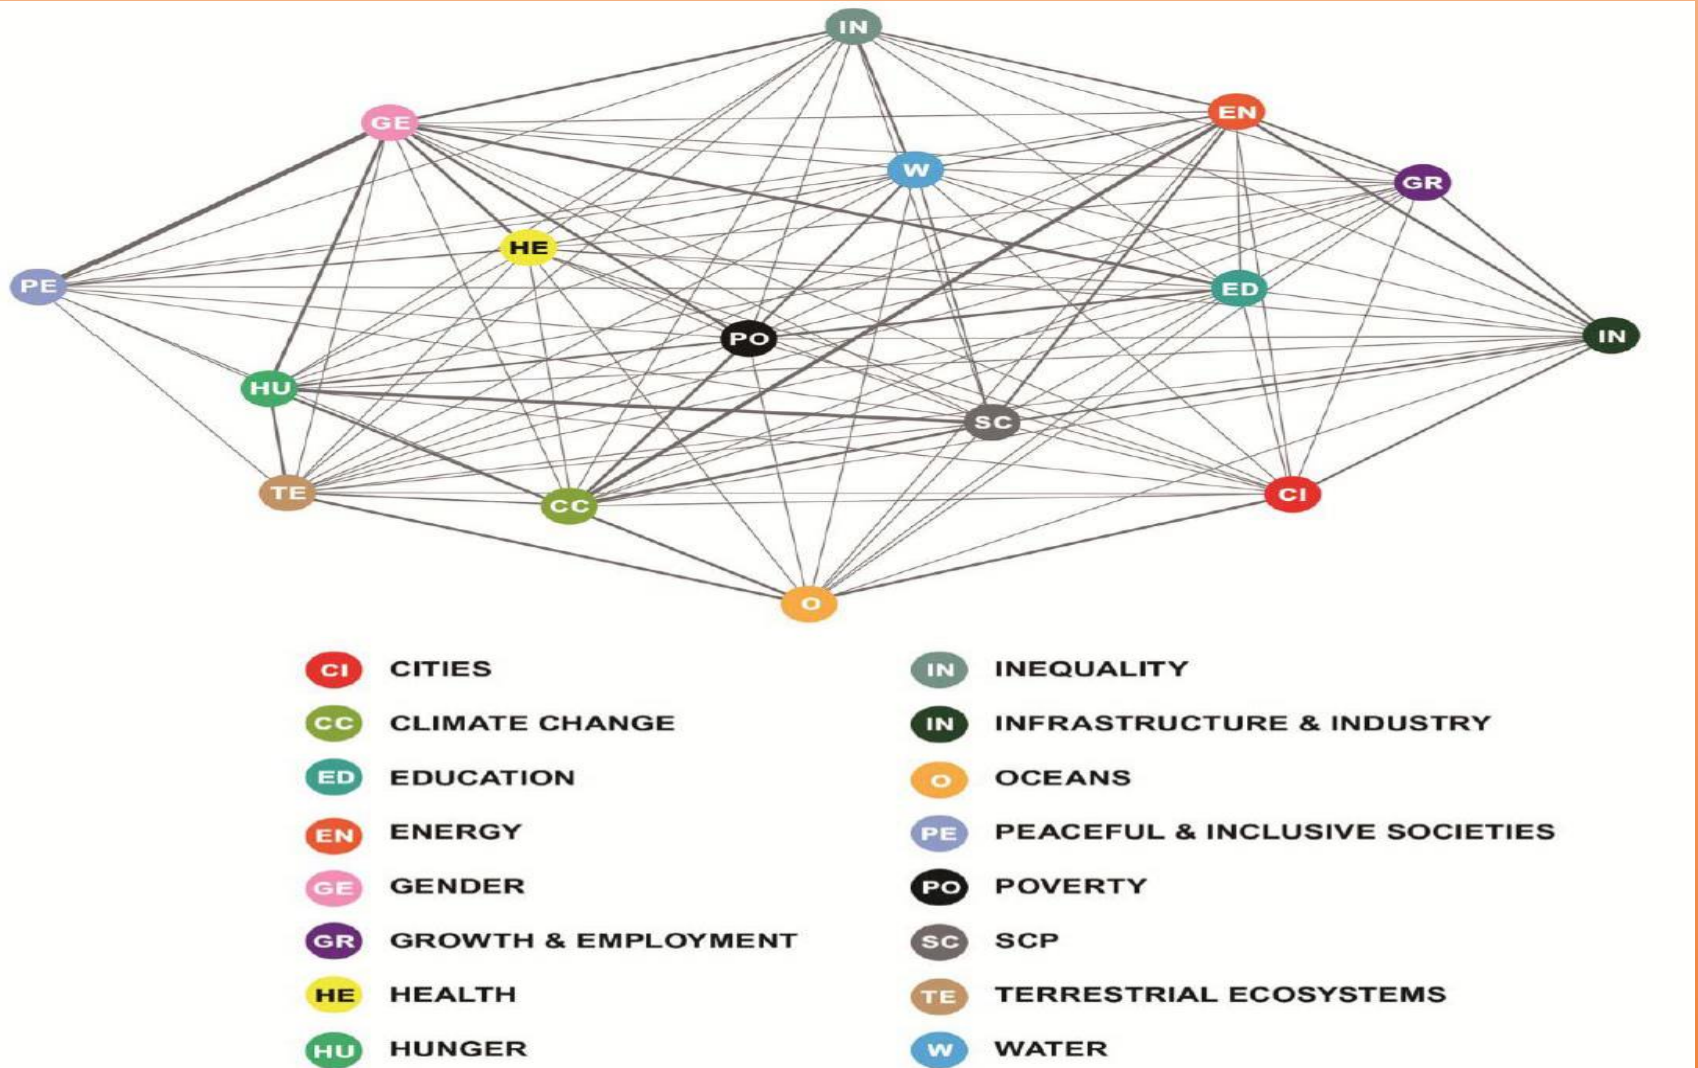 IN
GE
EN
W
GR
HE
PE
ED
PO
IN
HU
SC
TE
CC
CI
O
CI CITIES
CC CLIMATE CHANGE
ED EDUCATION
EN ENERGY
GE GENDER
GR GROWTH & EMPLOYMENT
HE HEALTH
HU HUNGER
IN INEQUALITY
IN INFRASTRUCTURE & INDUSTRY
O OCEANS
PE PEACEFUL & INCLUSIVE SOCIETIES
PO POVERTY
SC SCP
TE TERRESTRIAL ECOSYSTEMS
W WATER